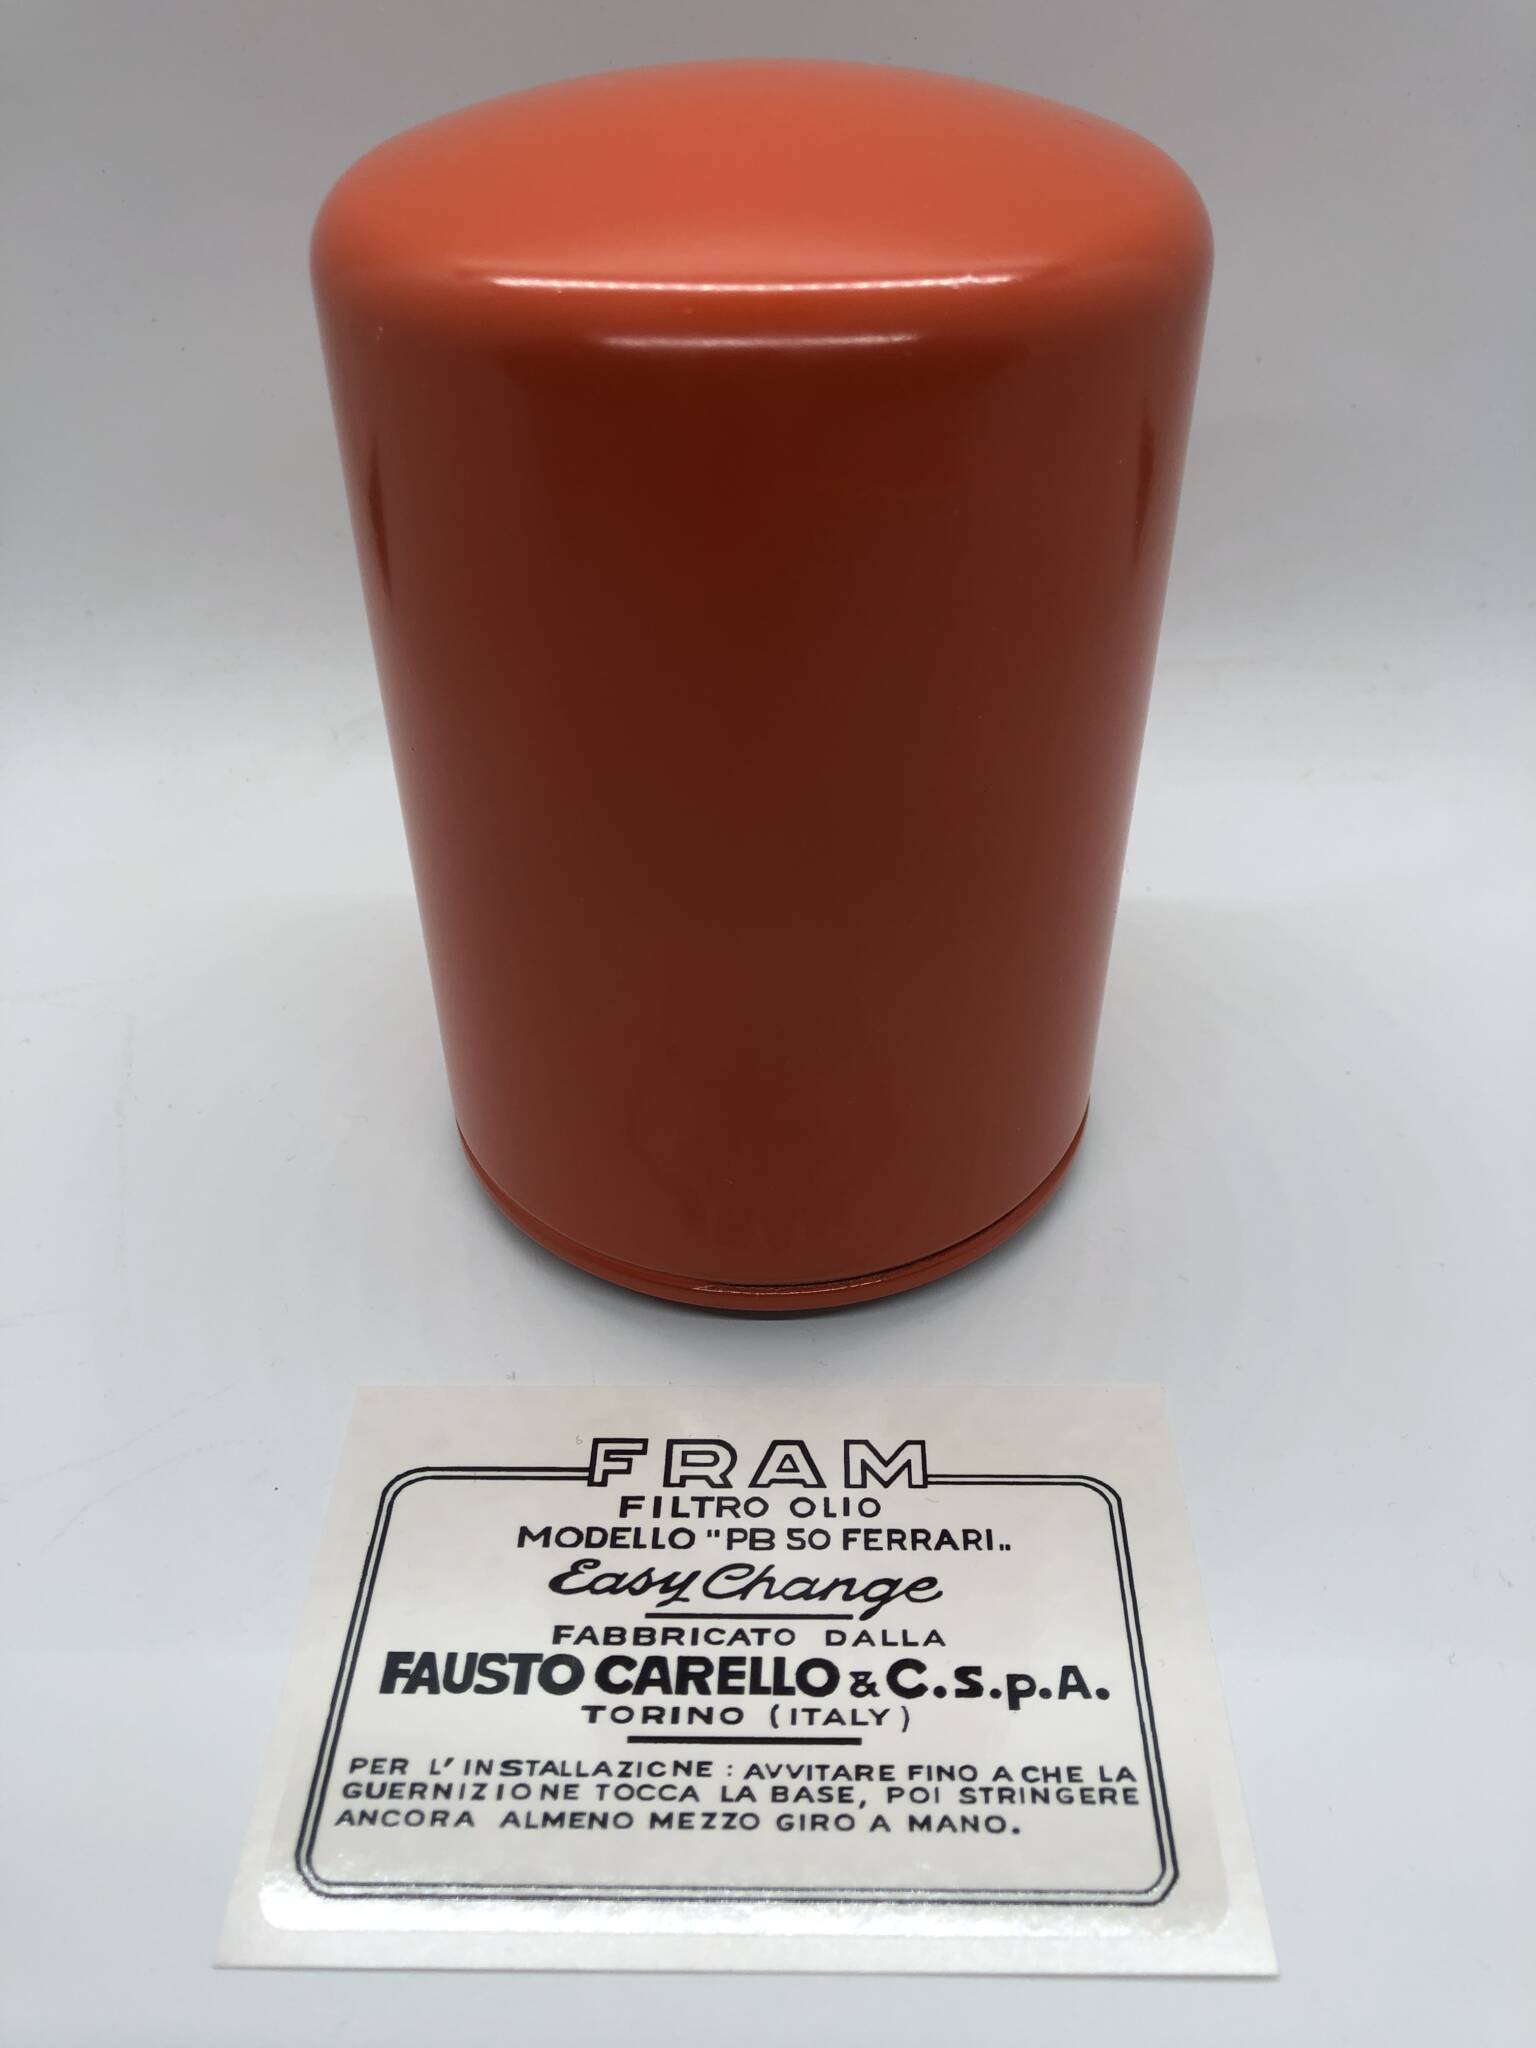 FRAM
FILTRO OLIO
MODELLO "PB 50 FERRARI„
Easy Change
FABBRICATO DALLA
FAUSTO CARELLO & C.S.p.A.
TORINO (ITALY)
PER L'INSTALLAZIONE : AVVITARE FINO A CHE LA
GUERNIZIONE TOCCA LA BASE, POI STRINGERE
ANCORA ALMENO MEZZO GIRO A MANO.